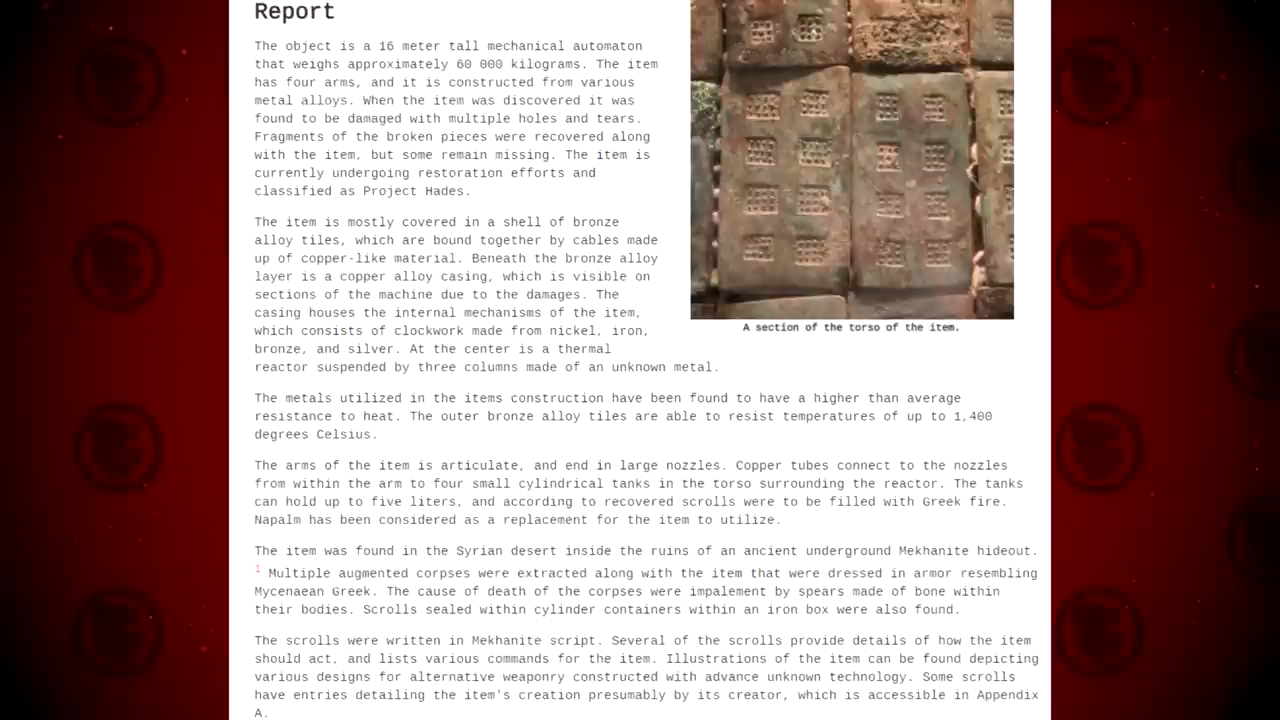 Report
The object is a 16 meter tall mechanical automaton
that weighs approximately 60 000 kilograms. The item
has four arms, and it is constructed from various
metal alloys. When the item was discovered it was
found to be damaged with multiple holes and tears.
Fragments of the broken pieces were recovered along
with the item, but some remain missing. The item is
currently undergoing restoration efforts and
classified as Project Hades.
The item is mostly covered in a shell of bronze
alloy tiles, which are bound together by cables made
up of copper-like material. Beneath the bronze alloy
layer is a copper alloy casing, which is visible on
sections of the machine due to the damages. The
casing houses the internal mechanisms of the item,
which consists of clockwork made from nickel, iron,
bronze, and silver. At the center is a thermal
reactor suspended by three columns made of an unknown metal.
A section of the torso of the item.
The metals utilized in the items construction have been found to have a higher than average
resistance to heat. The outer bronze alloy tiles are able to resist temperatures of up to 1,400
degrees Celsius.
The arms of the item is articulate, and end in large nozzles. Copper tubes connect to the nozzles
from within the arm to four small cylindrical tanks in the torso surrounding the reactor. The tanks
can hold up to five liters, and according to recovered scrolls were to be filled with Greek fire.
Napalm has been considered as a replacement for the item to utilize.
The item was found in the Syrian desert inside the ruins of an ancient underground Mekhanite hideout.
1 Multiple augmented corpses were extracted along with the item that were dressed in armor resembling
Mycenaean Greek. The cause of death of the corpses were impalement by spears made of bone within
their bodies. Scrolls sealed within cylinder containers within an iron box were also found.
The scrolls were written in Mekhanite script. Several of the scrolls provide details of how the item
should act, and lists various commands for the item. Illustrations of the item can be found depicting
various designs for alternative weaponry constructed with advance unknown technology. Some scrolls
have entries detailing the item's creation presumably by its creator, which is accessible in Appendix
A.